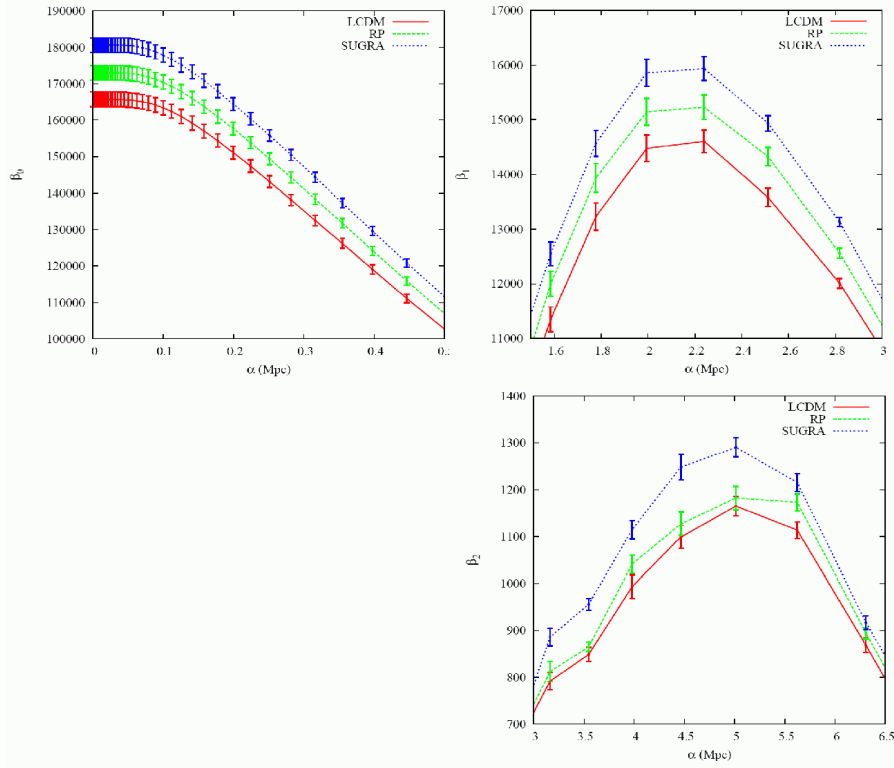 LCDM
RP
SUGRA
190000
180000
170000
160000
150000
140000
130000
120000
110000
100000
β0
0 0.1 0.2 0.3 0.4 0.5
α (Mpc)
LCDM
RP
SUGRA
17000
16000
15000
14000
13000
12000
11000
β1
1.6 1.8 2 2.2 2.4 2.6 2.8 3
α (Mpc)
LCDM
RP
SUGRA
1400
1300
1200
1100
1000
900
800
700
β2
3 3.5 4 4.5 5 5.5 6 6.5
α (Mpc)